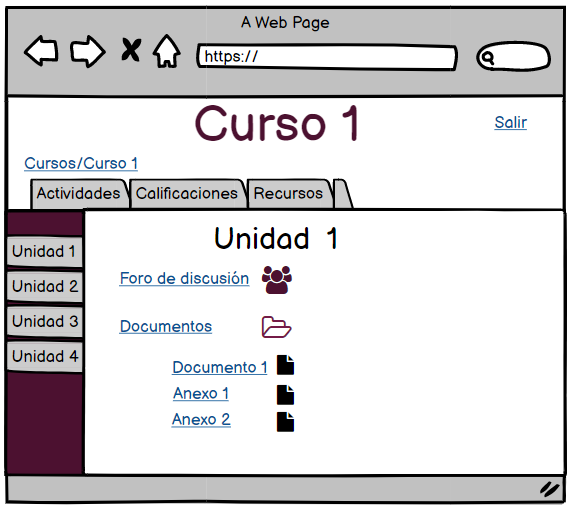 A Web Page
https://
Curso 1
Salir
Cursos/Curso 1
Actividades Calificaciones Recursos
Unidad 1
Unidad 2
Unidad 3
Unidad 4
Unidad 1
Foro de discusión
Documentos
Documento 1
Anexo 1
Anexo 2